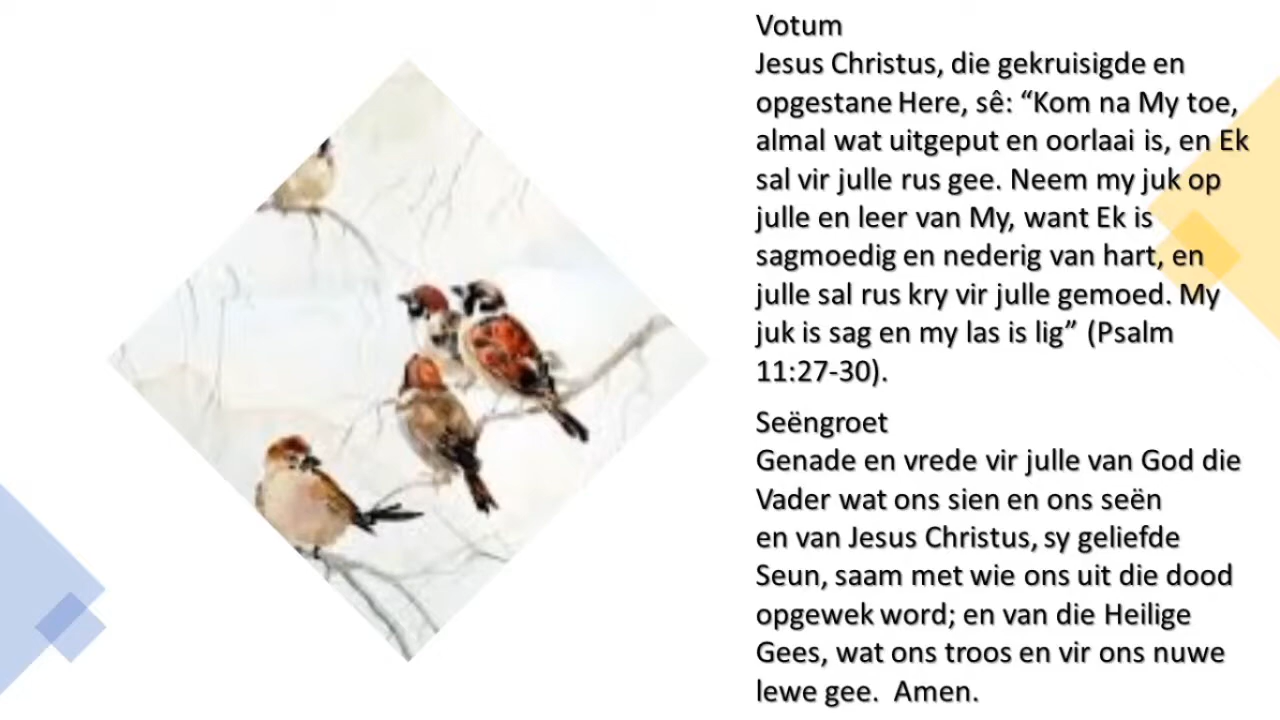 Votum
Jesus Christus, die gekruisigde en
opgestane Here, sê: “Kom na My toe,
almal wat uitgeput en oorlaai is, en Ek
sal vir julle rus gee. Neem my juk op
julle en leer van My, want Ek is
sagmoedig en nederig van hart, en
julle sal rus kry vir julle gemoed. My
juk is sag en my las is lig” (Psalm
11:27-30).
Seëngroet
Genade en vrede vir julle van God die
Vader wat ons sien en ons seën
en van Jesus Christus, sy geliefde
Seun, saam met wie ons uit die dood
opgewek word; en van die Heilige
Gees, wat ons troos en vir ons nuwe
lewe gee.  Amen.